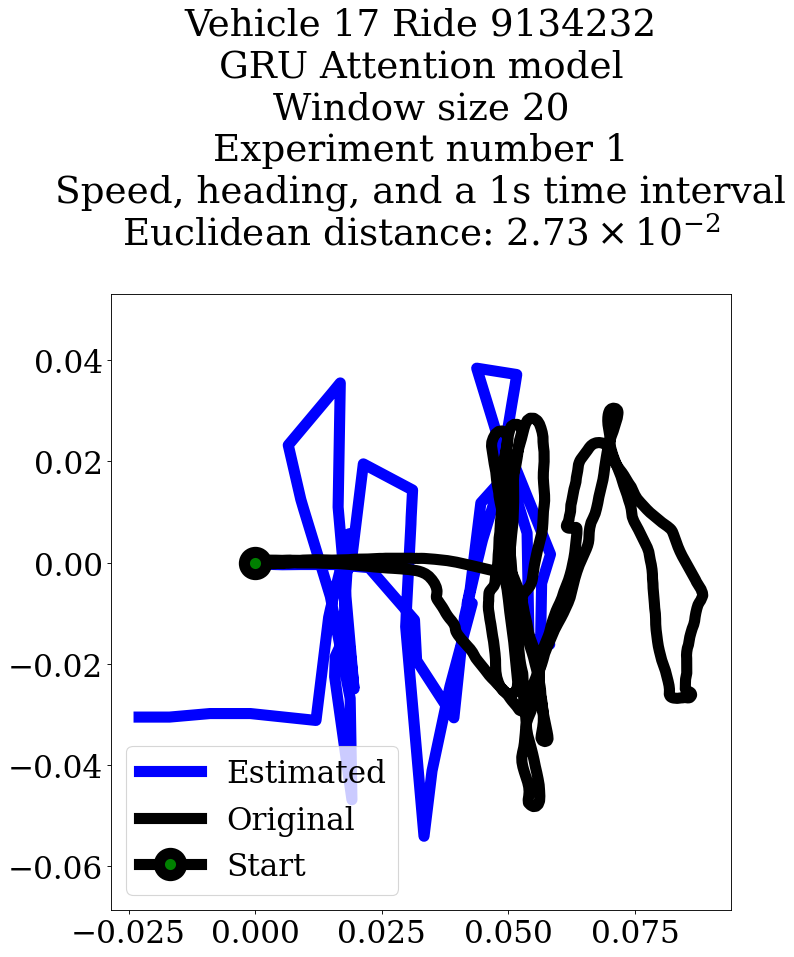 Vehicle 17 Ride 9134232
GRU Attention model
Window size 20
Experiment number 1
Speed, heading, and a 1s time interval
Euclidean distance: 2.73 × 10⁻²
0.04
0.02
0.00
−0.02
−0.04
−0.06
Estimated
Original
Start
−0.025 0.000 0.025 0.050 0.075